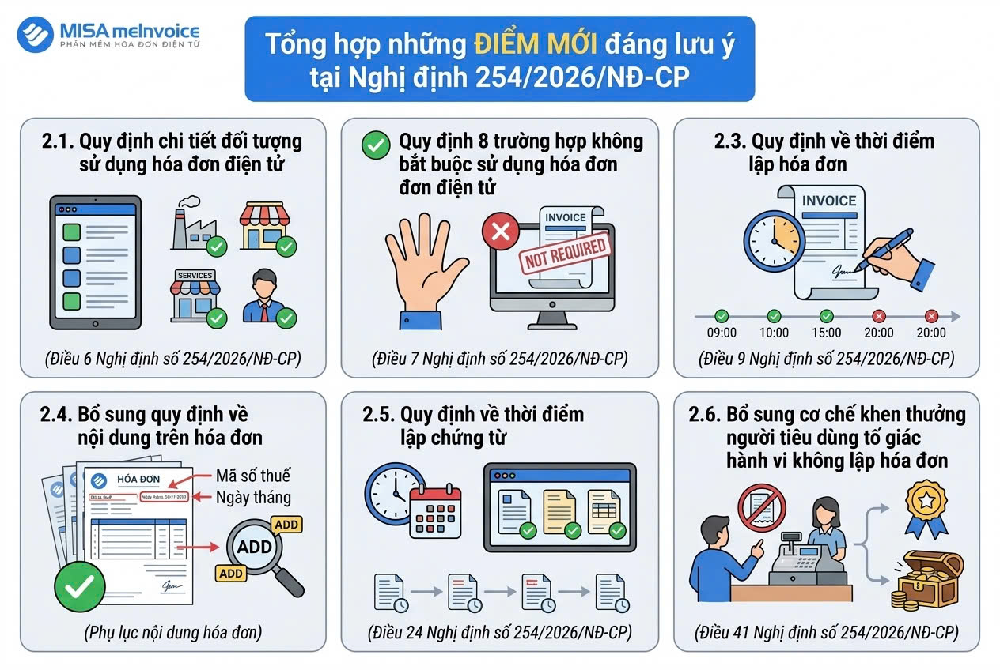 MISA meInvoice
PHẦN MỀM HÓA ĐƠN ĐIỆN TỬ
Tổng hợp những ĐIỂM MỚI đáng lưu ý
tại Nghị định 254/2026/NĐ-CP
2.1. Quy định chi tiết đối tượng
sử dụng hóa đơn điện tử
SERVICES
(Điều 6 Nghị định số 254/2026/NĐ-CP)
Quy định 8 trường hợp không
bắt buộc sử dụng hóa đơn
đơn điện tử
INVOICE
NOT REQUIRED
(Điều 7 Nghị định số 254/2026/NĐ-CP)
2.3. Quy định về thời điểm
lập hóa đơn
INVOICE
09:00 10:00 15:00 20:00 20:00
(Điều 9 Nghị định số 254/2026/NĐ-CP)
2.4. Bổ sung quy định về
nội dung trên hóa đơn
HÓA ĐƠN
Mã số thuế
Ngày tháng
ADD
ADD
ADD
(Phụ lục nội dung hóa đơn)
2.5. Quy định về thời điểm
lập chứng từ
(Điều 24 Nghị định số 254/2026/NĐ-CP)
2.6. Bổ sung cơ chế khen thưởng
người tiêu dùng tố giác
hành vi không lập hóa đơn
(Điều 41 Nghị định số 254/2026/NĐ-CP)